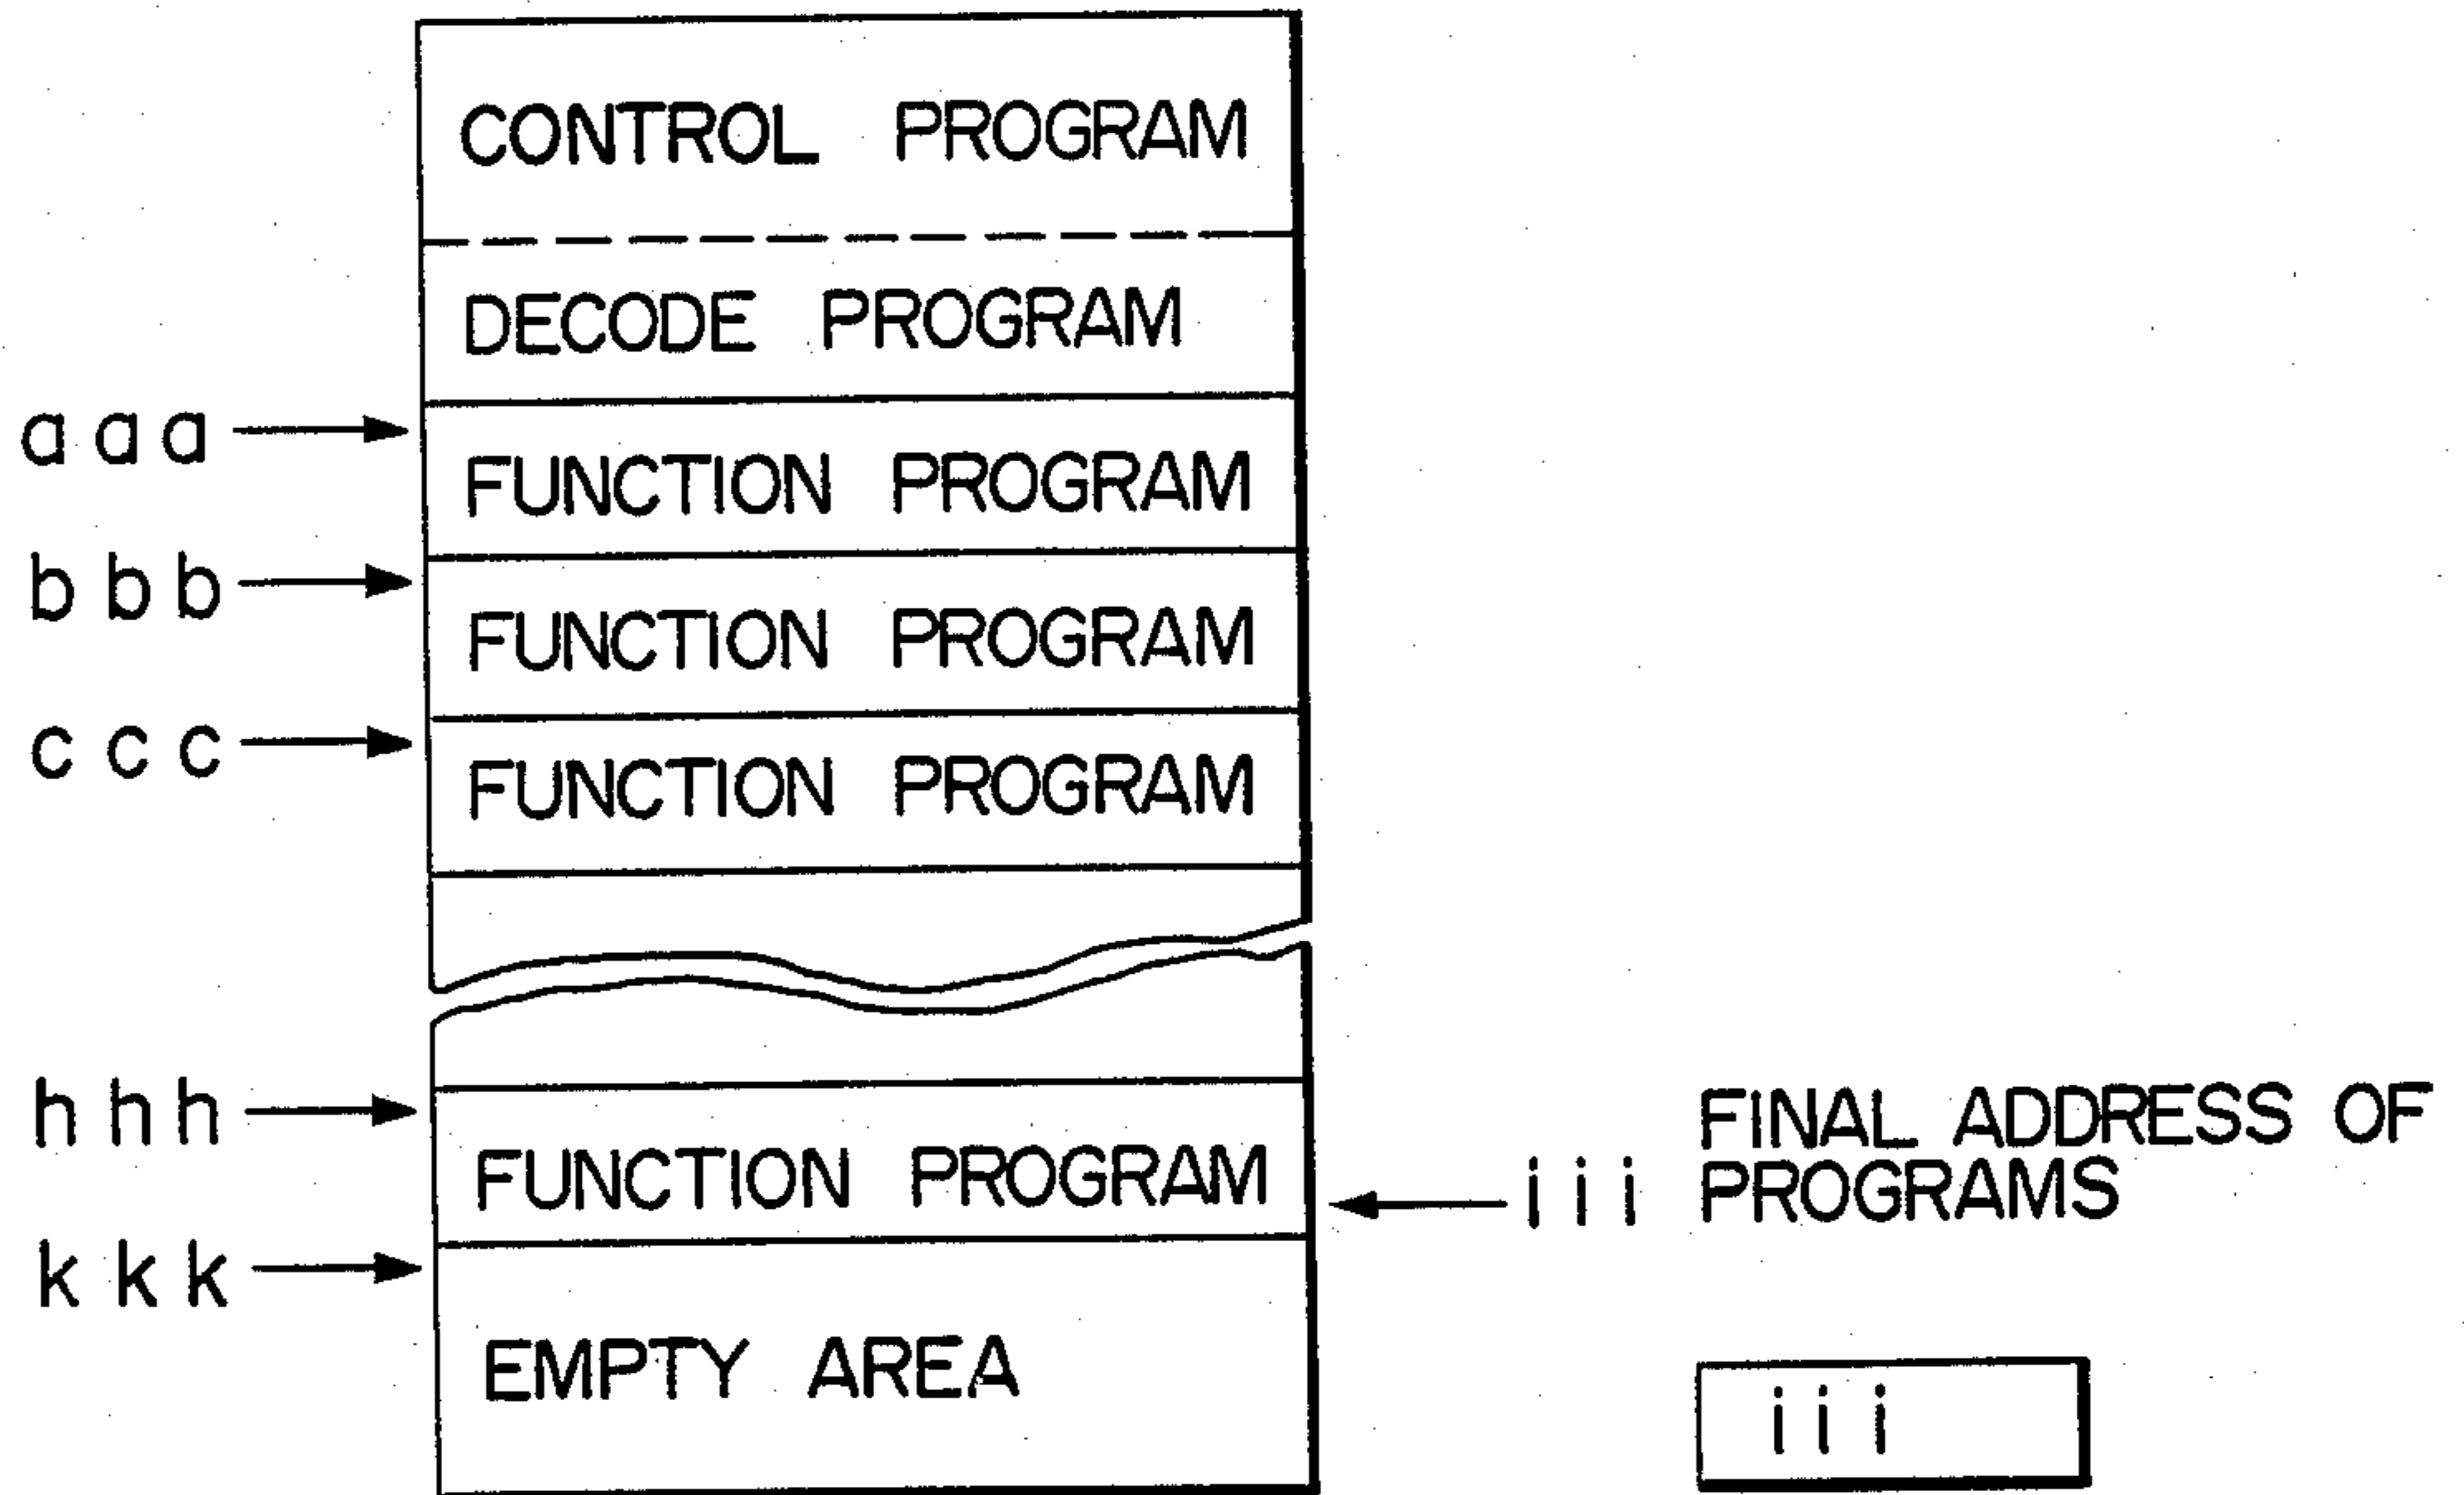 CONTROL PROGRAM
DECODE PROGRAM
a a a
FUNCTION PROGRAM
b b b
FUNCTION PROGRAM
c c c
FUNCTION PROGRAM
h h h
FUNCTION PROGRAM
i i i
FINAL ADDRESS OF
PROGRAMS
k k k
EMPTY AREA
i i i